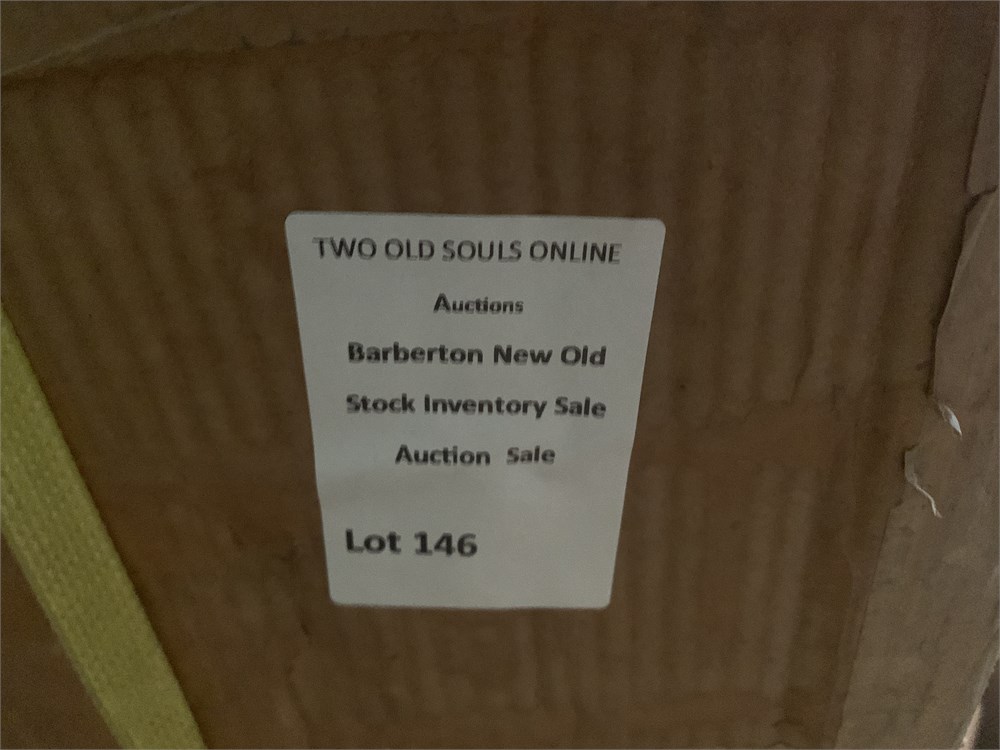 TWO OLD SOULS ONLINE
Auctions
Barberton New Old
Stock Inventory Sale
Auction Sale
Lot 146